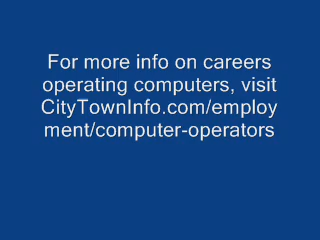 For more info on careers
operating computers, visit
CityTownInfo.com/employ
ment/computer-operators